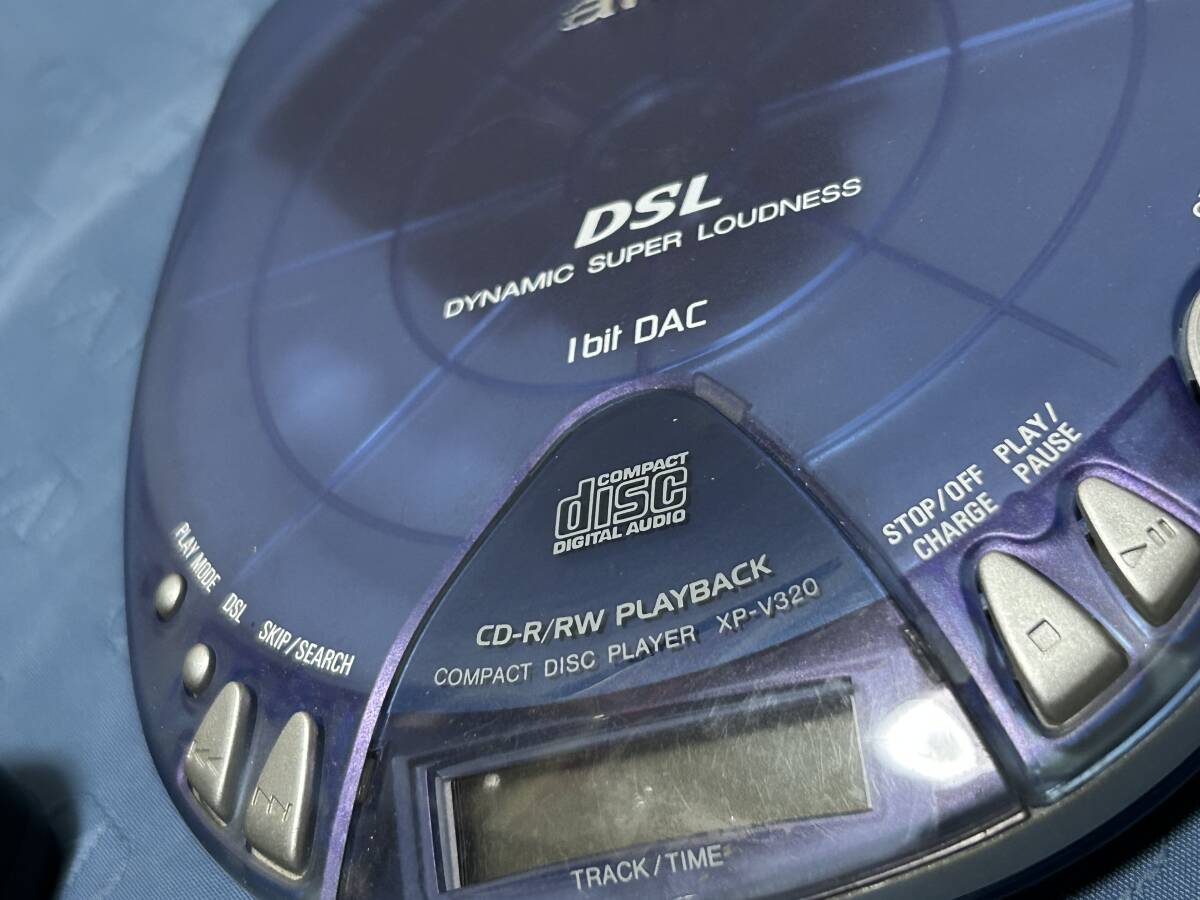 DSL
DYNAMIC SUPER LOUDNESS
1bit DAC
COMPACT
disc
DIGITAL AUDIO
CD-R/RW PLAYBACK
COMPACT DISC PLAYER XP-V320
TRACK/TIME
PLAY MODE
DSL
SKIP/SEARCH
STOP/OFF
CHARGE
PLAY/
PAUSE